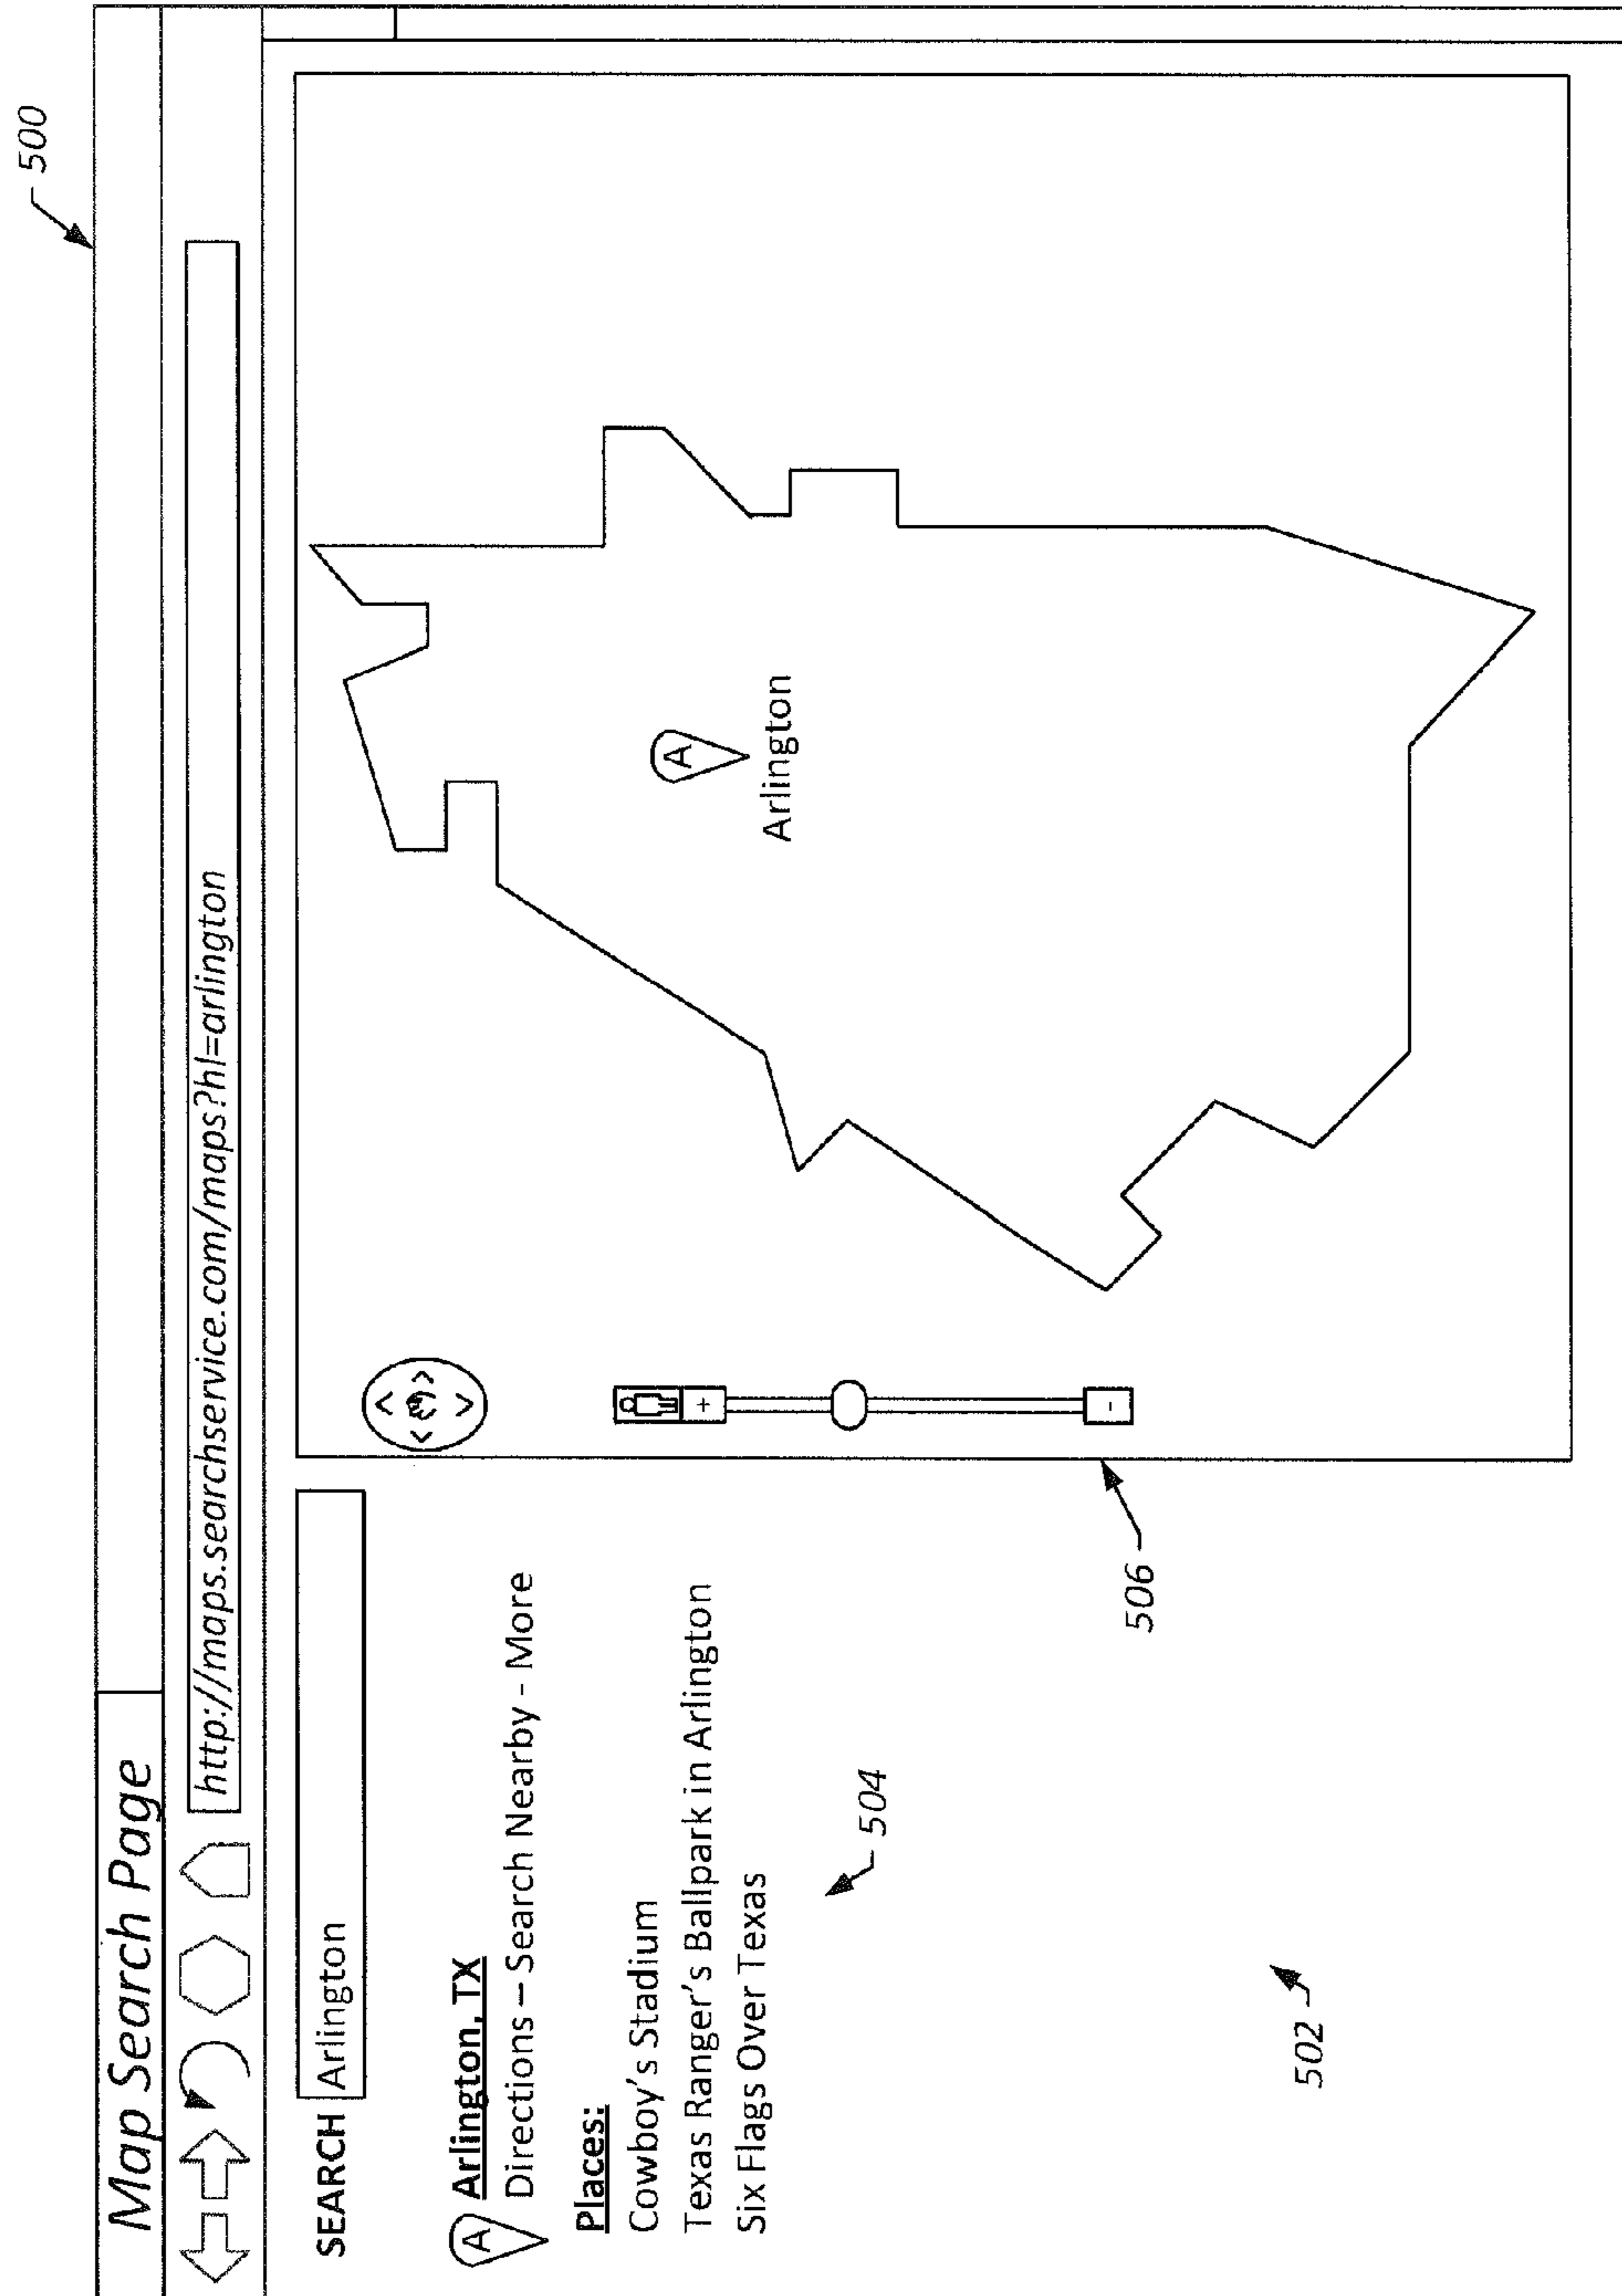 500
Map Search Page
http://maps.searchservice.com/maps?hl=arlington
SEARCH Arlington
A Arlington, TX
Directions – Search Nearby - More
Places:
Cowboy's Stadium
Texas Ranger's Ballpark in Arlington
Six Flags Over Texas
504
502
506
+
-
A
Arlington